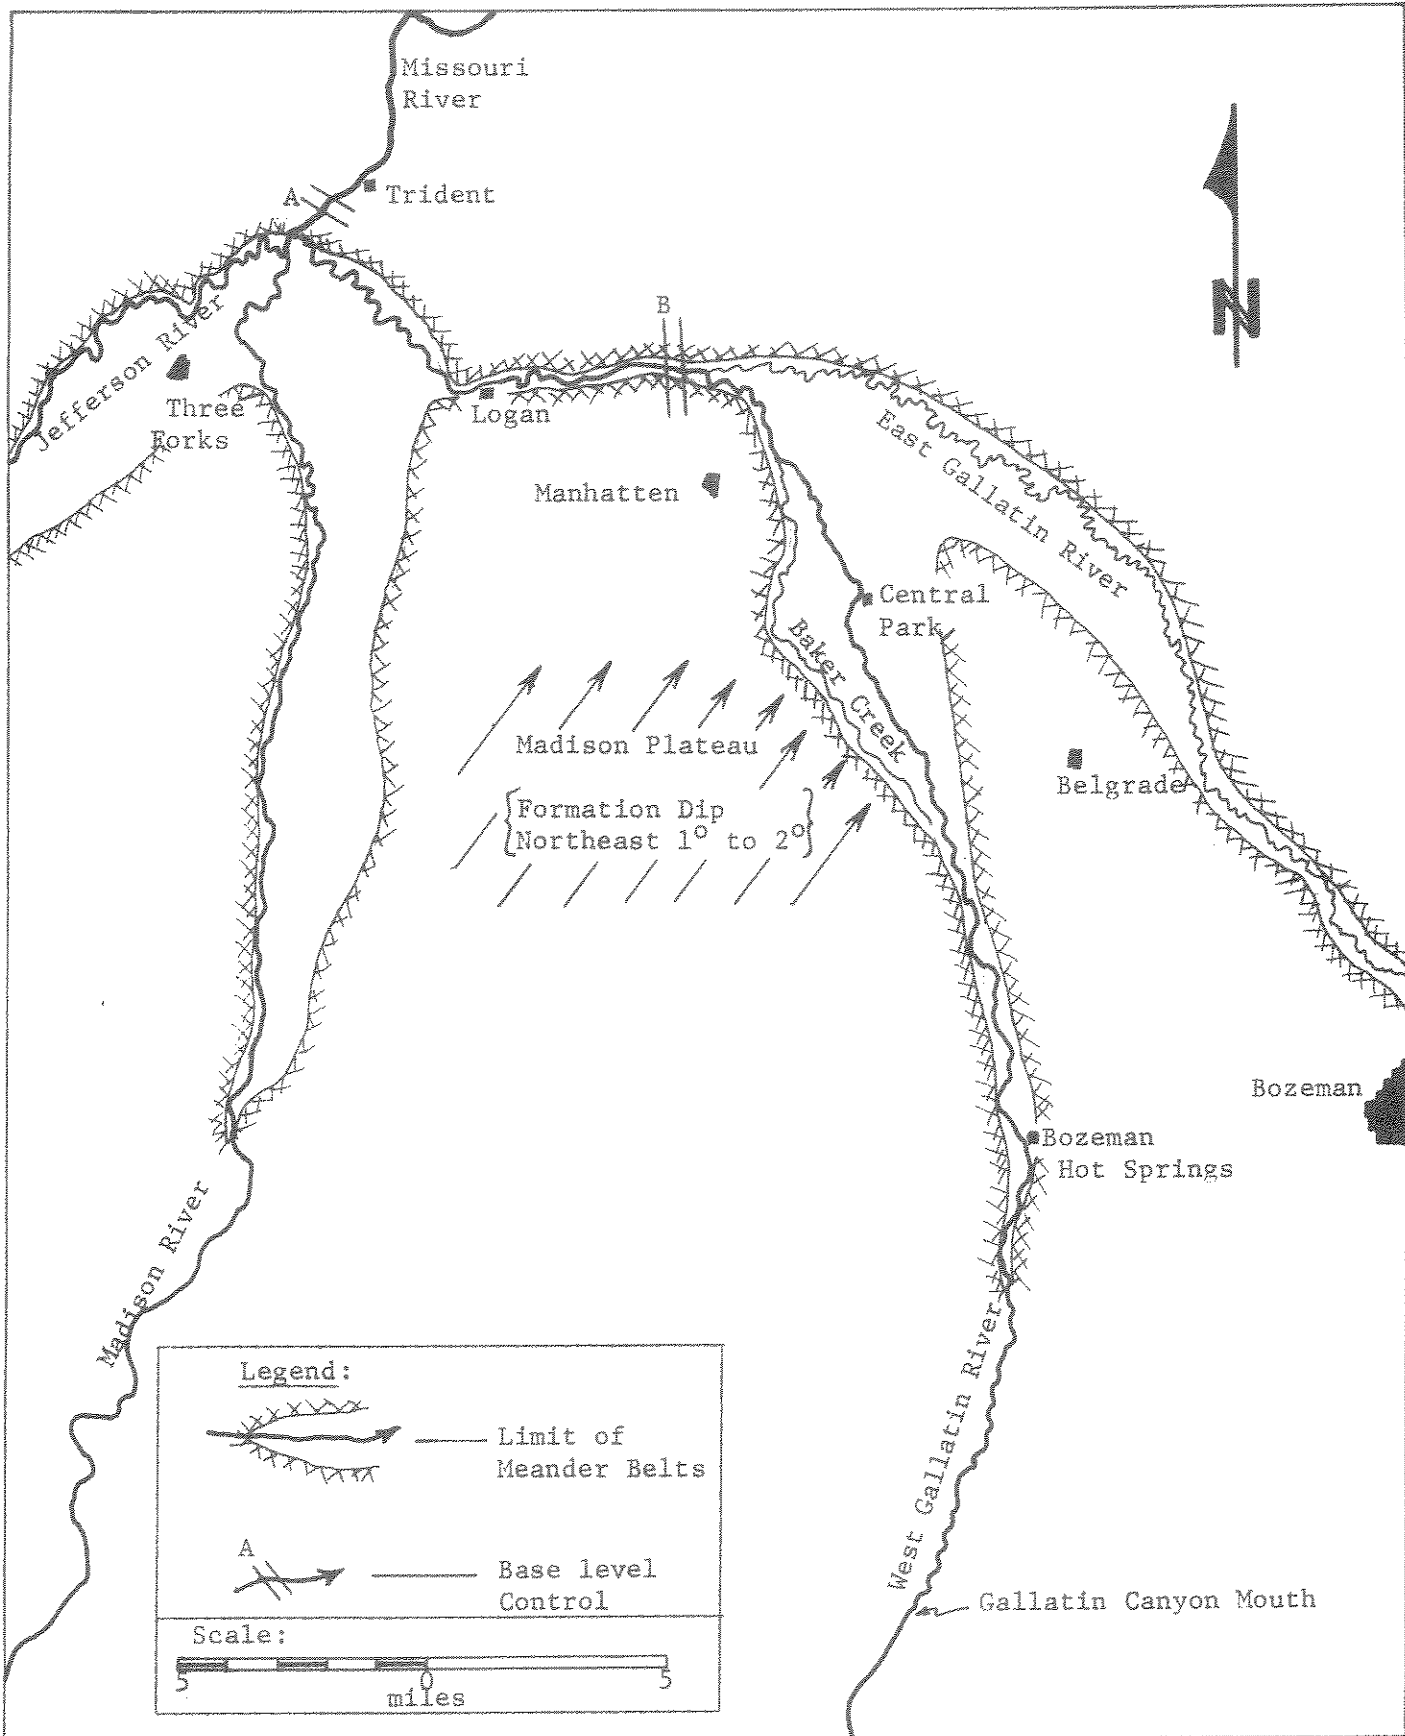 Missouri
River
A
Trident
N
B
Jefferson River
Three
Forks
Logan
East Gallatin River
Manhatten
Central
Park
Baker Creek
Madison Plateau
Belgrade
{Formation Dip
Northeast 1° to 2°}
Bozeman
Bozeman
Hot Springs
Madison River
West Gallatin River
Gallatin Canyon Mouth
Legend:
Limit of
Meander Belts
A
Base level
Control
Scale:
5 0 5
miles